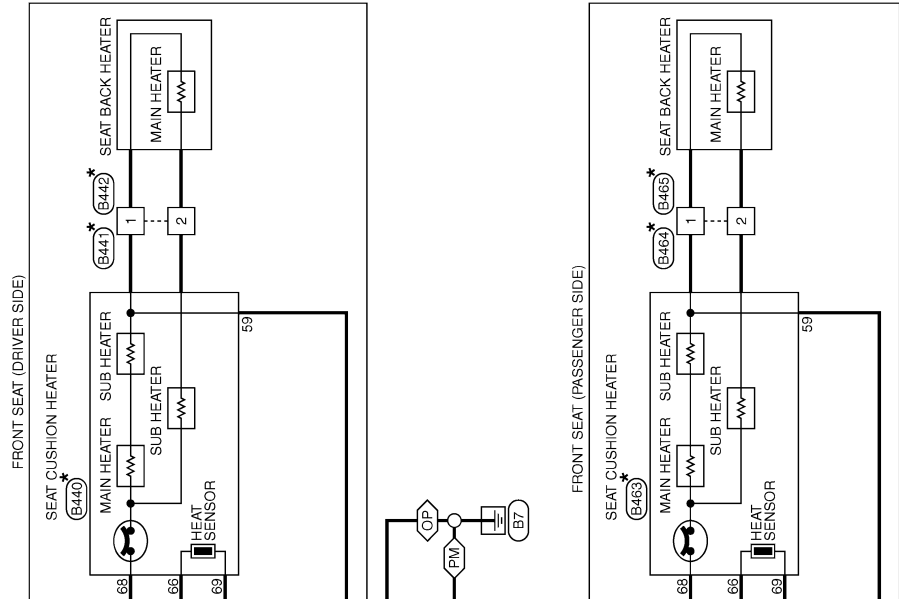 FRONT SEAT (DRIVER SIDE)
SEAT BACK HEATER
MAIN HEATER
*
B442
*
B441
1
2
SEAT CUSHION HEATER
*
B440
SUB HEATER
MAIN HEATER
SUB HEATER
HEAT
SENSOR
59
68
66
69
OP
PM
B7
FRONT SEAT (PASSENGER SIDE)
SEAT BACK HEATER
MAIN HEATER
*
B465
*
B464
1
2
SEAT CUSHION HEATER
*
B463
SUB HEATER
MAIN HEATER
SUB HEATER
HEAT
SENSOR
59
68
66
69